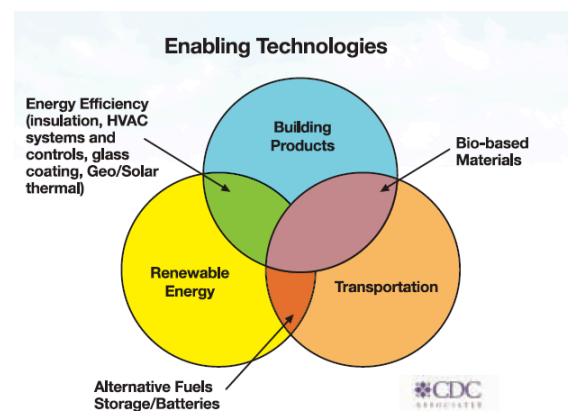 Enabling Technologies
Energy Efficiency
(insulation, HVAC
systems and
controls, glass
coating, Geo/Solar
thermal)
Building
Products
Bio-based
Materials
Renewable
Energy
Transportation
Alternative Fuels
Storage/Batteries
CDC
ASSOCIATES